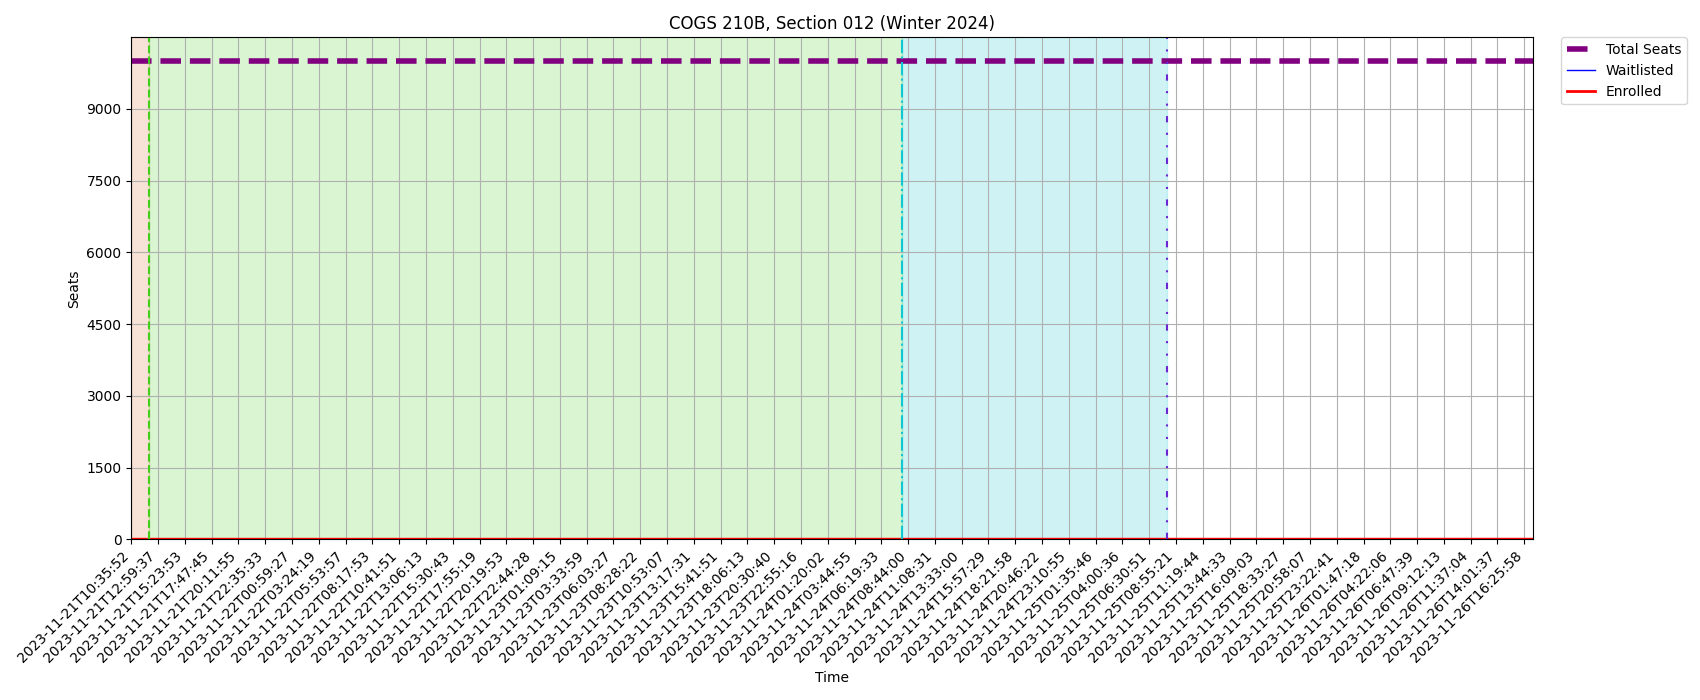 COGS 210B, Section 012 (Winter 2024)
Total Seats
Waitlisted
Enrolled
Seats
9000
7500
6000
4500
3000
1500
0
2023-11-21T10:35:52
2023-11-21T12:59:37
2023-11-21T15:23:53
2023-11-21T17:47:45
2023-11-21T20:11:55
2023-11-21T22:35:33
2023-11-22T00:59:27
2023-11-22T03:24:19
2023-11-22T05:53:57
2023-11-22T08:17:53
2023-11-22T10:41:51
2023-11-22T13:06:13
2023-11-22T15:30:43
2023-11-22T17:55:19
2023-11-22T20:19:53
2023-11-22T22:44:28
2023-11-23T01:09:15
2023-11-23T03:33:59
2023-11-23T06:03:27
2023-11-23T08:28:22
2023-11-23T10:53:07
2023-11-23T13:17:31
2023-11-23T15:41:51
2023-11-23T18:06:13
2023-11-23T20:30:40
2023-11-23T22:55:16
2023-11-24T01:20:02
2023-11-24T03:44:55
2023-11-24T06:19:33
2023-11-24T08:44:00
2023-11-24T11:08:31
2023-11-24T13:33:00
2023-11-24T15:57:29
2023-11-24T18:21:58
2023-11-24T20:46:22
2023-11-24T23:10:55
2023-11-25T01:35:46
2023-11-25T04:00:36
2023-11-25T06:30:51
2023-11-25T08:55:21
2023-11-25T11:19:44
2023-11-25T13:44:33
2023-11-25T16:09:03
2023-11-25T18:33:27
2023-11-25T20:58:07
2023-11-25T23:22:41
2023-11-26T01:47:18
2023-11-26T04:22:06
2023-11-26T06:47:39
2023-11-26T09:12:13
2023-11-26T11:37:04
2023-11-26T14:01:37
2023-11-26T16:25:58
Time